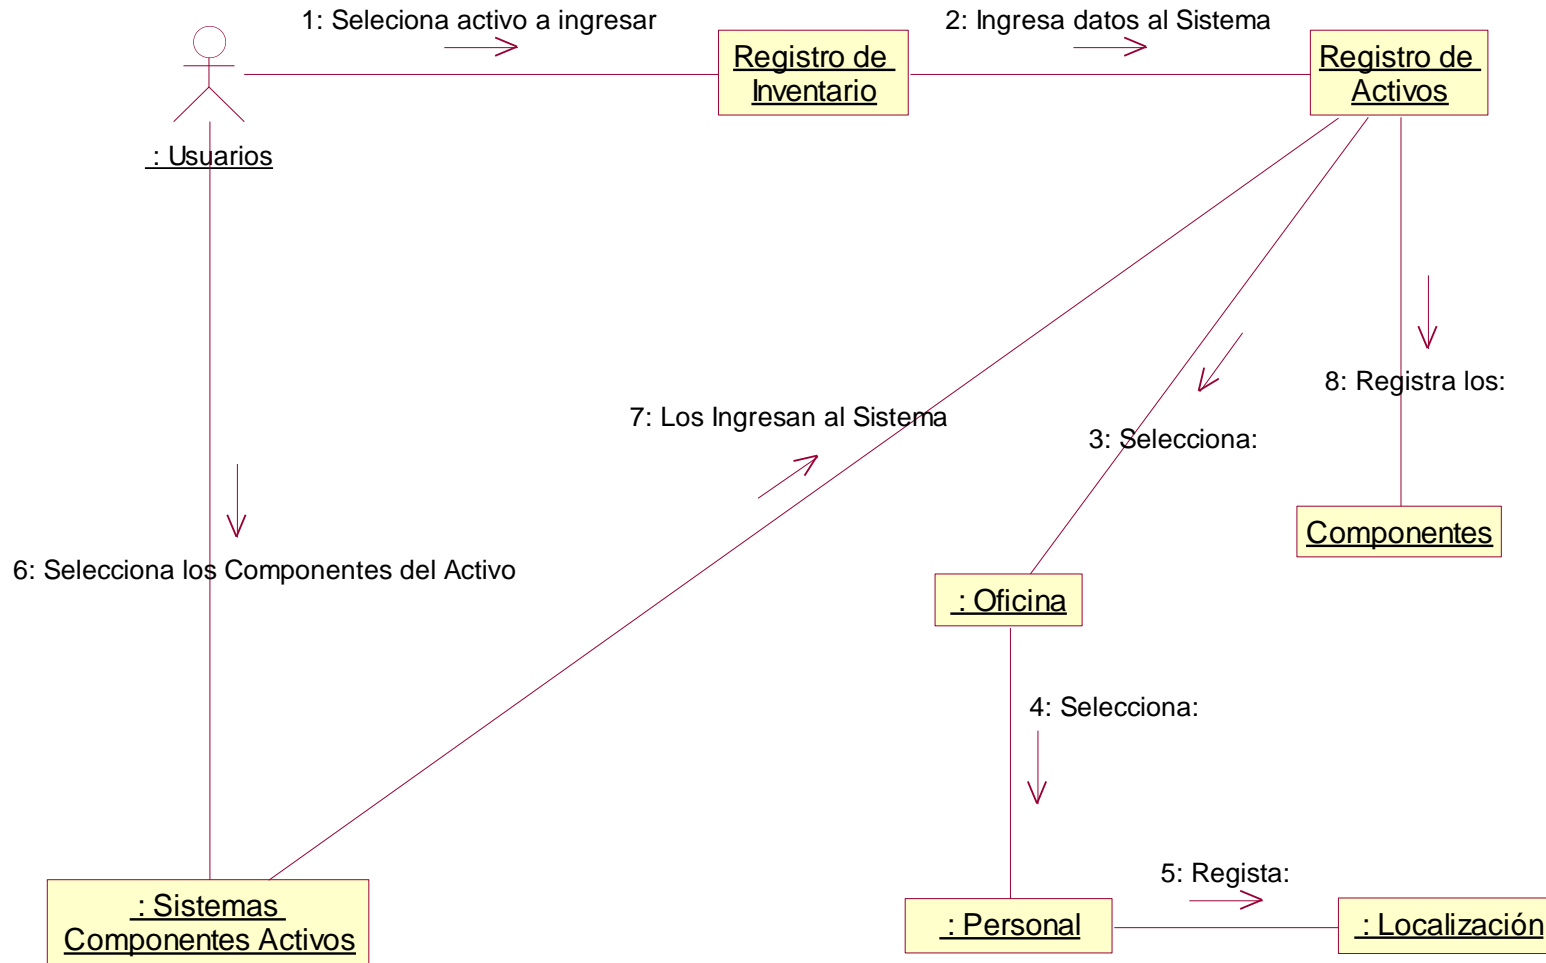 1: Seleciona activo a ingresar
2: Ingresa datos al Sistema
Registro de
Inventario
Registro de
Activos
: Usuarios
8: Registra los:
7: Los Ingresan al Sistema
3: Selecciona:
Componentes
6: Selecciona los Componentes del Activo
: Oficina
4: Selecciona:
5: Regista:
: Sistemas
Componentes Activos
: Personal
: Localización